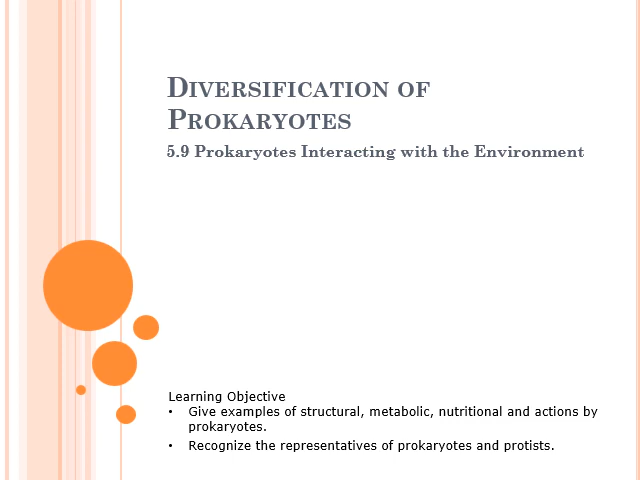 Diversification of
Prokaryotes
5.9 Prokaryotes Interacting with the Environment
Learning Objective
• Give examples of structural, metabolic, nutritional and actions by
prokaryotes.
• Recognize the representatives of prokaryotes and protists.